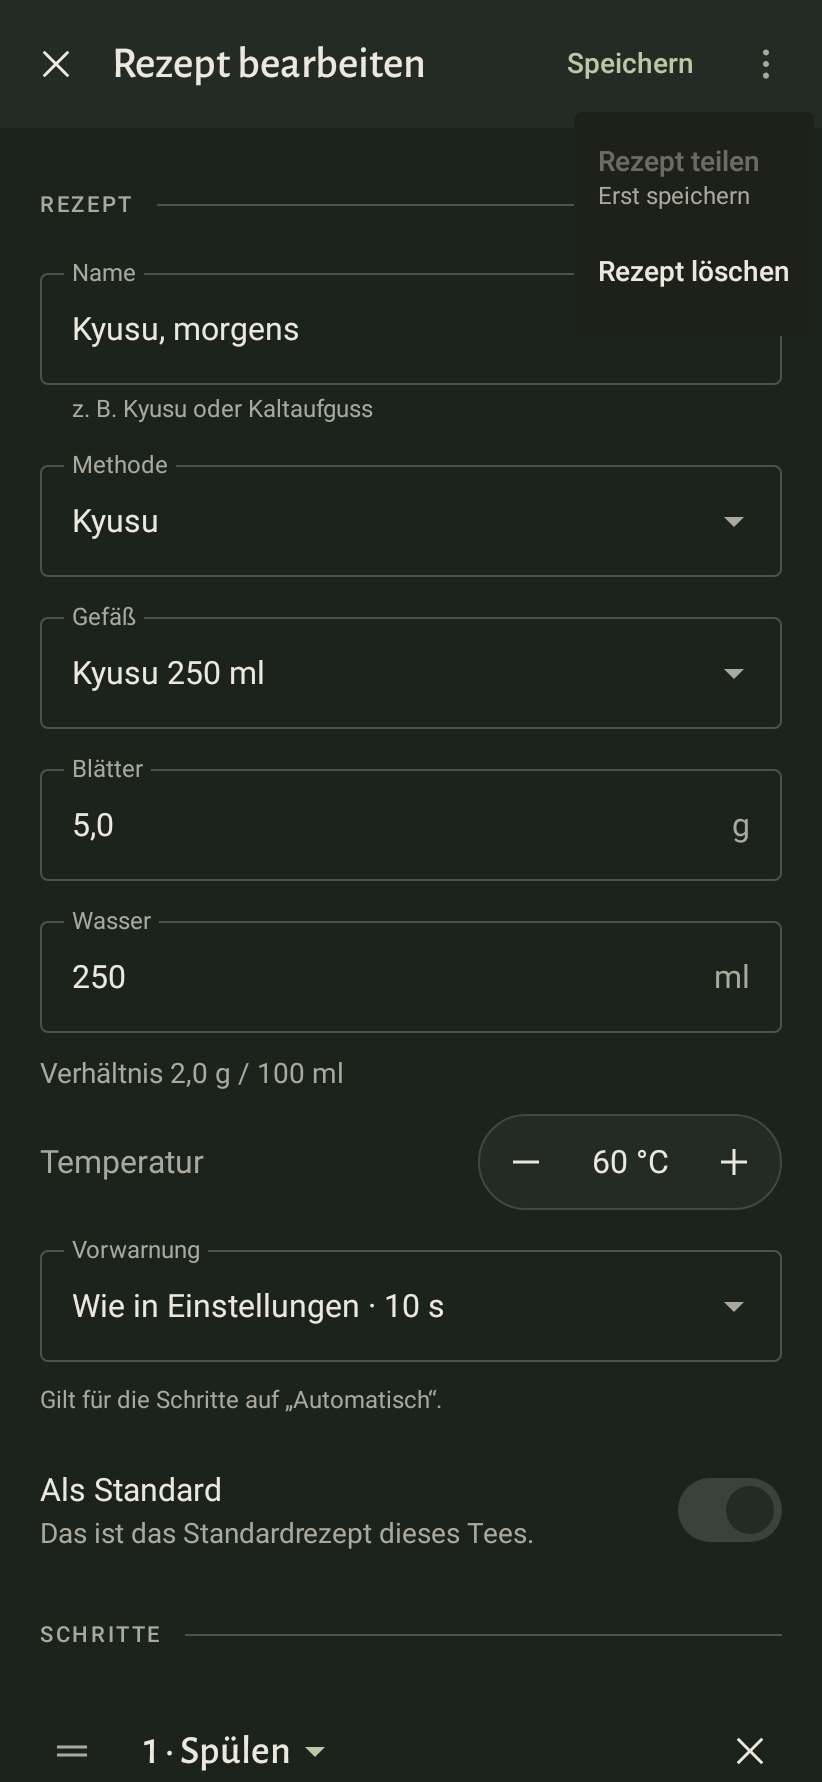 Rezept bearbeiten
Speichern
Rezept teilen
Erst speichern
Rezept löschen
REZEPT
Name
Kyusu, morgens
z. B. Kyusu oder Kaltaufguss
Methode
Kyusu
Gefäß
Kyusu 250 ml
Blätter
5,0 g
Wasser
250 ml
Verhältnis 2,0 g / 100 ml
Temperatur
60 °C
Vorwarnung
Wie in Einstellungen · 10 s
Gilt für die Schritte auf „Automatisch“.
Als Standard
Das ist das Standardrezept dieses Tees.
SCHRITTE
1 · Spülen